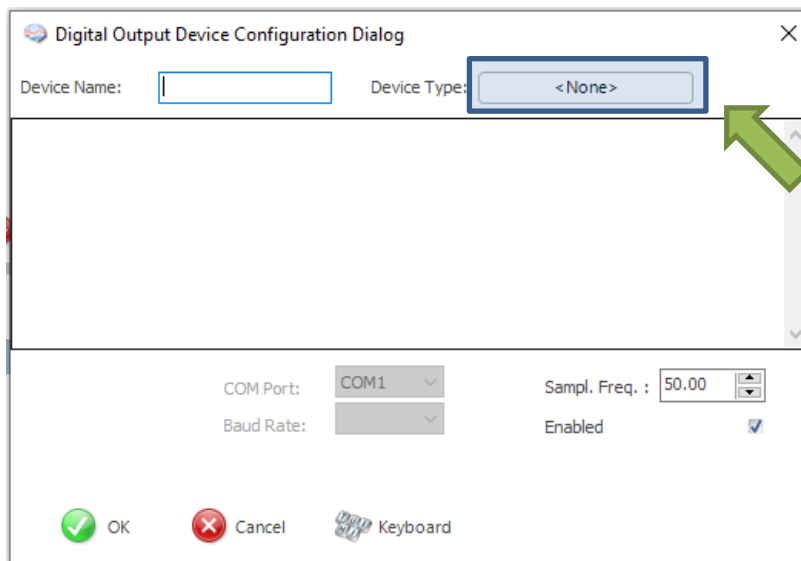 Digital Output Device Configuration Dialog
Device Name: Device Type: <None>
COM Port: COM1 Sampl. Freq. : 50.00
Baud Rate: Enabled
OK Cancel Keyboard